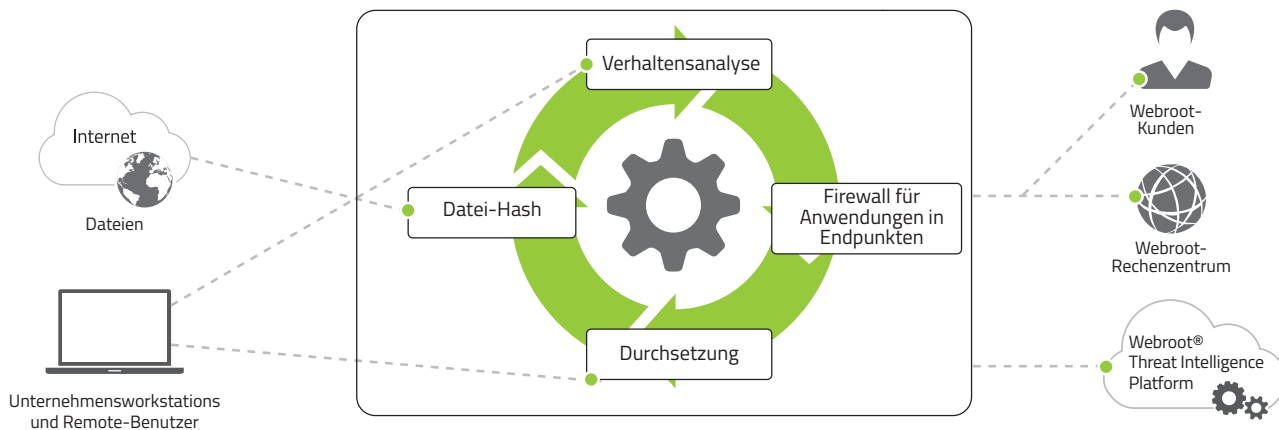 Internet
Dateien
Unternehmensworkstations
und Remote-Benutzer
Verhaltensanalyse
Datei-Hash
Firewall für
Anwendungen in
Endpunkten
Durchsetzung
Webroot-
Kunden
Webroot-
Rechenzentrum
Webroot®
Threat Intelligence
Platform